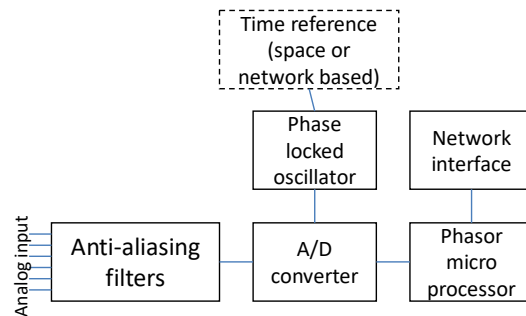 Time reference
(space or
network based)
Phase
locked
oscillator
Network
interface
Analog input
Anti-aliasing
filters
A/D
converter
Phasor
micro
processor